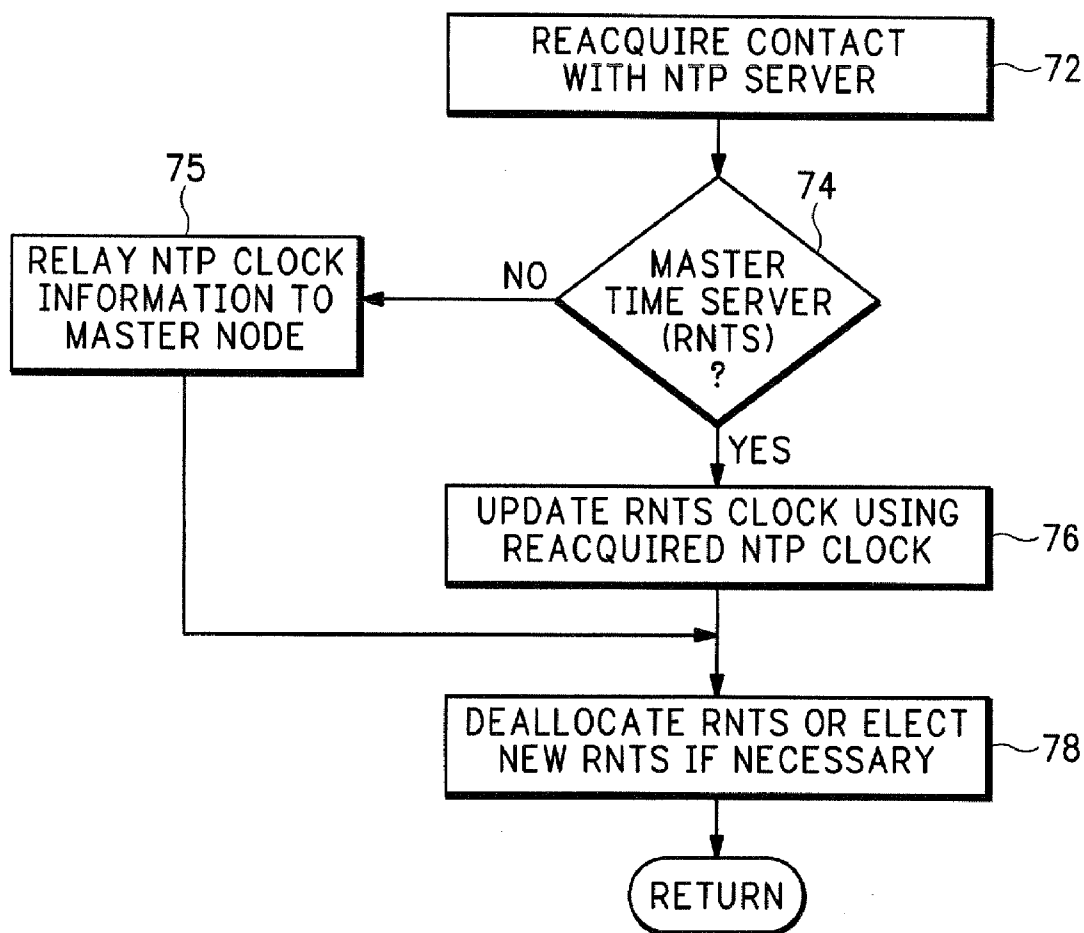 REACQUIRE CONTACT
WITH NTP SERVER
72
74
MASTER
TIME SERVER
(RNTS)
?
NO
75
RELAY NTP CLOCK
INFORMATION TO
MASTER NODE
YES
UPDATE RNTS CLOCK USING
REACQUIRED NTP CLOCK
76
DEALLOCATE RNTS OR ELECT
NEW RNTS IF NECESSARY
78
RETURN